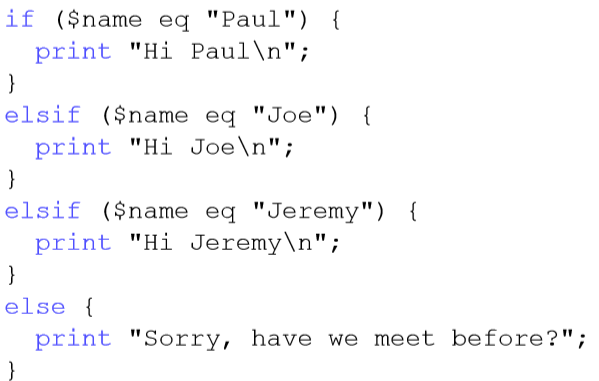 if ($name eq "Paul") {
  print "Hi Paul\n";
}
elsif ($name eq "Joe") {
  print "Hi Joe\n";
}
elsif ($name eq "Jeremy") {
  print "Hi Jeremy\n";
}
else {
  print "Sorry, have we meet before?";
}